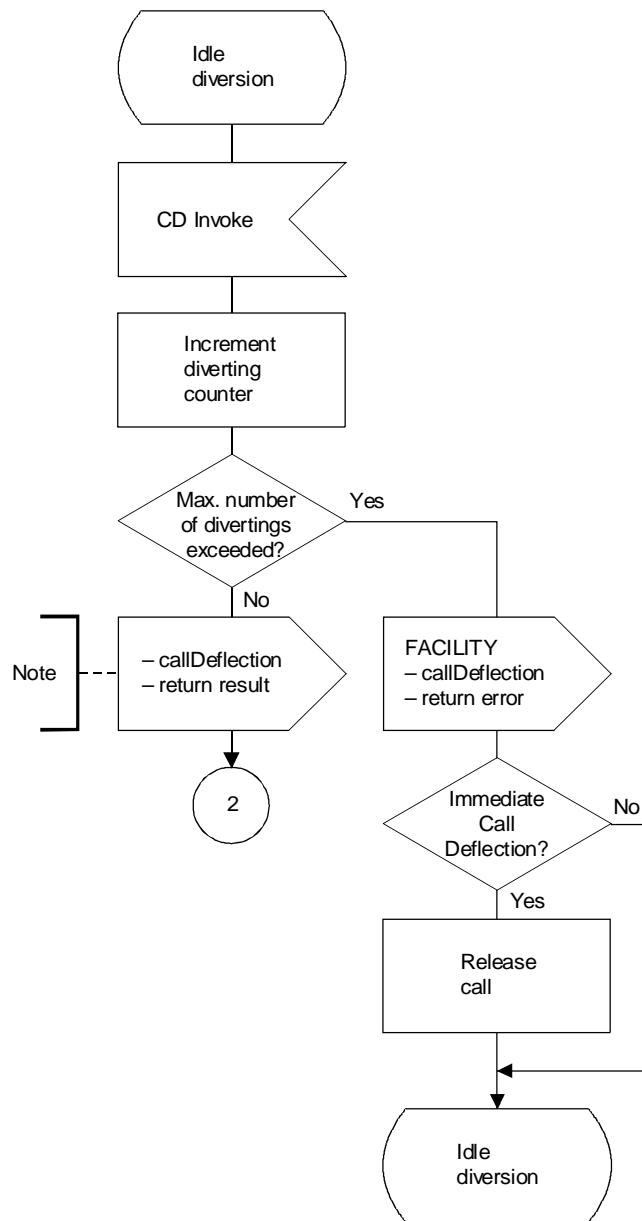 Idle
diversion
CD Invoke
Increment
diverting
counter
Max. number
of divertings
exceeded?
Yes
No
Note
– callDeflection
– return result
FACILITY
– callDeflection
– return error
2
Immediate
Call
Deflection?
No
Yes
Release
call
Idle
diversion